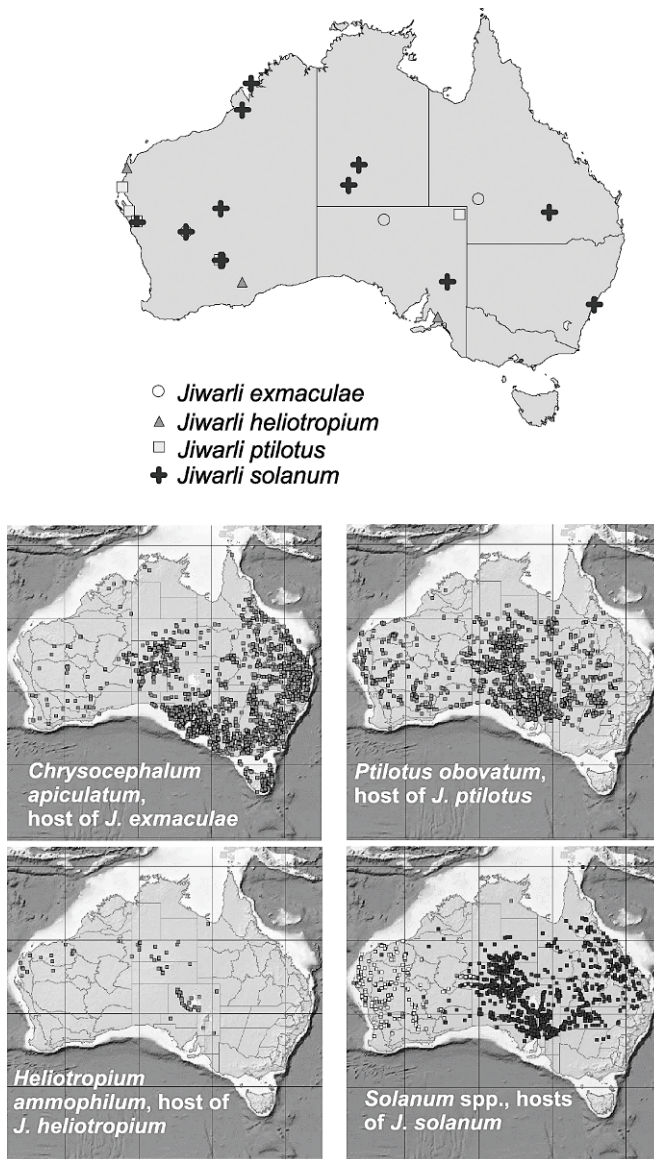 Jiwarli exmaculae
Jiwarli heliotropium
Jiwarli ptilotus
Jiwarli solanum
Chrysocephalum
apiculatum,
host of J. exmaculae
Ptilotus obovatum,
host of J. ptilotus
Heliotropium
ammophilum, host of
J. heliotropium
Solanum spp., hosts
of J. solanum